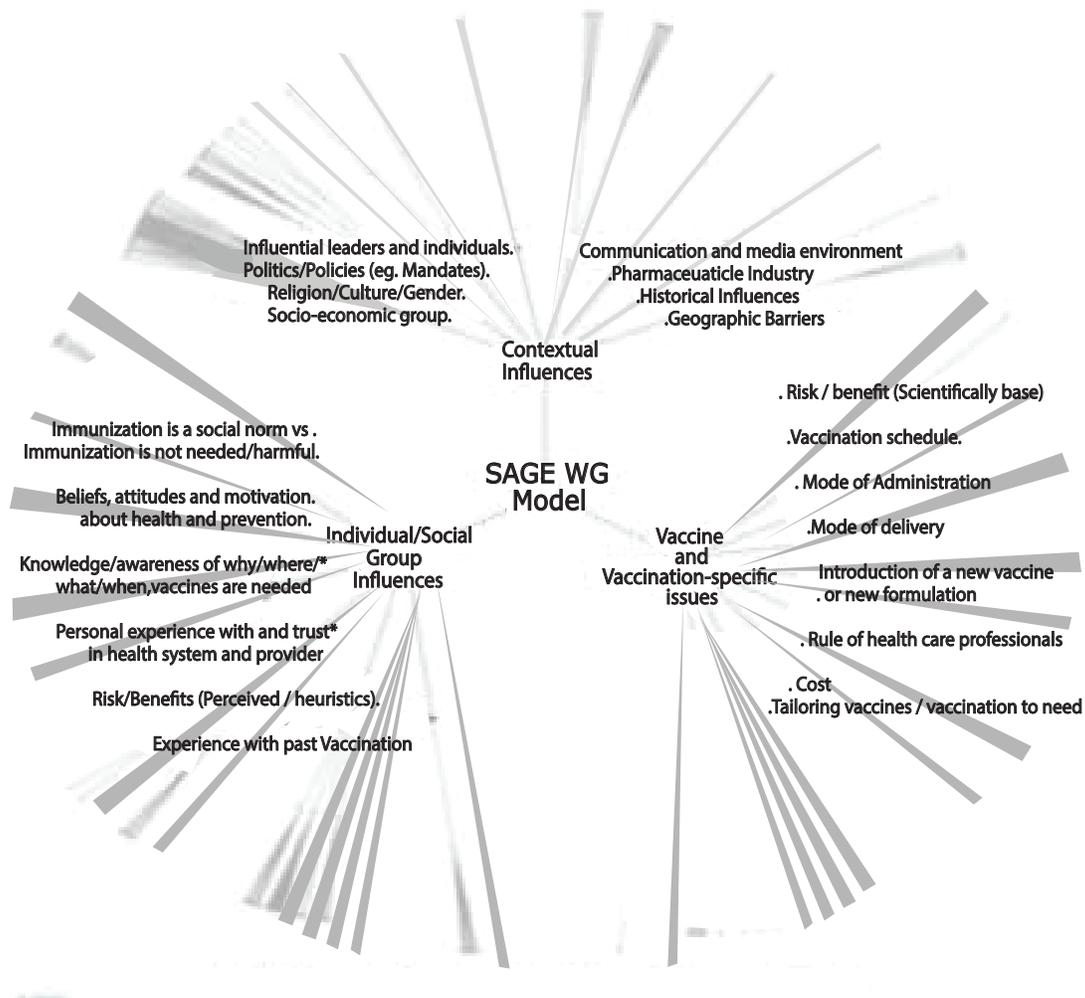 Influential leaders and individuals.
Politics/Policies (eg. Mandates).
Religion/Culture/Gender.
Socio-economic group.
Communication and media environment
.Pharmaceuaticle Industry
.Historical Influences
.Geographic Barriers
Contextual
Influences
SAGE WG
Model
Immunization is a social norm vs .
Immunization is not needed/harmful.
Beliefs, attitudes and motivation.
about health and prevention.
Knowledge/awareness of why/where/*
what/when,vaccines are needed
Personal experience with and trust*
in health system and provider
Risk/Benefits (Perceived / heuristics).
Experience with past Vaccination
Individual/Social
Group
Influences
Vaccine
and
Vaccination-specific
issues
. Risk / benefit (Scientifically base)
.Vaccination schedule.
. Mode of Administration
.Mode of delivery
Introduction of a new vaccine
. or new formulation
. Rule of health care professionals
. Cost
.Tailoring vaccines / vaccination to need